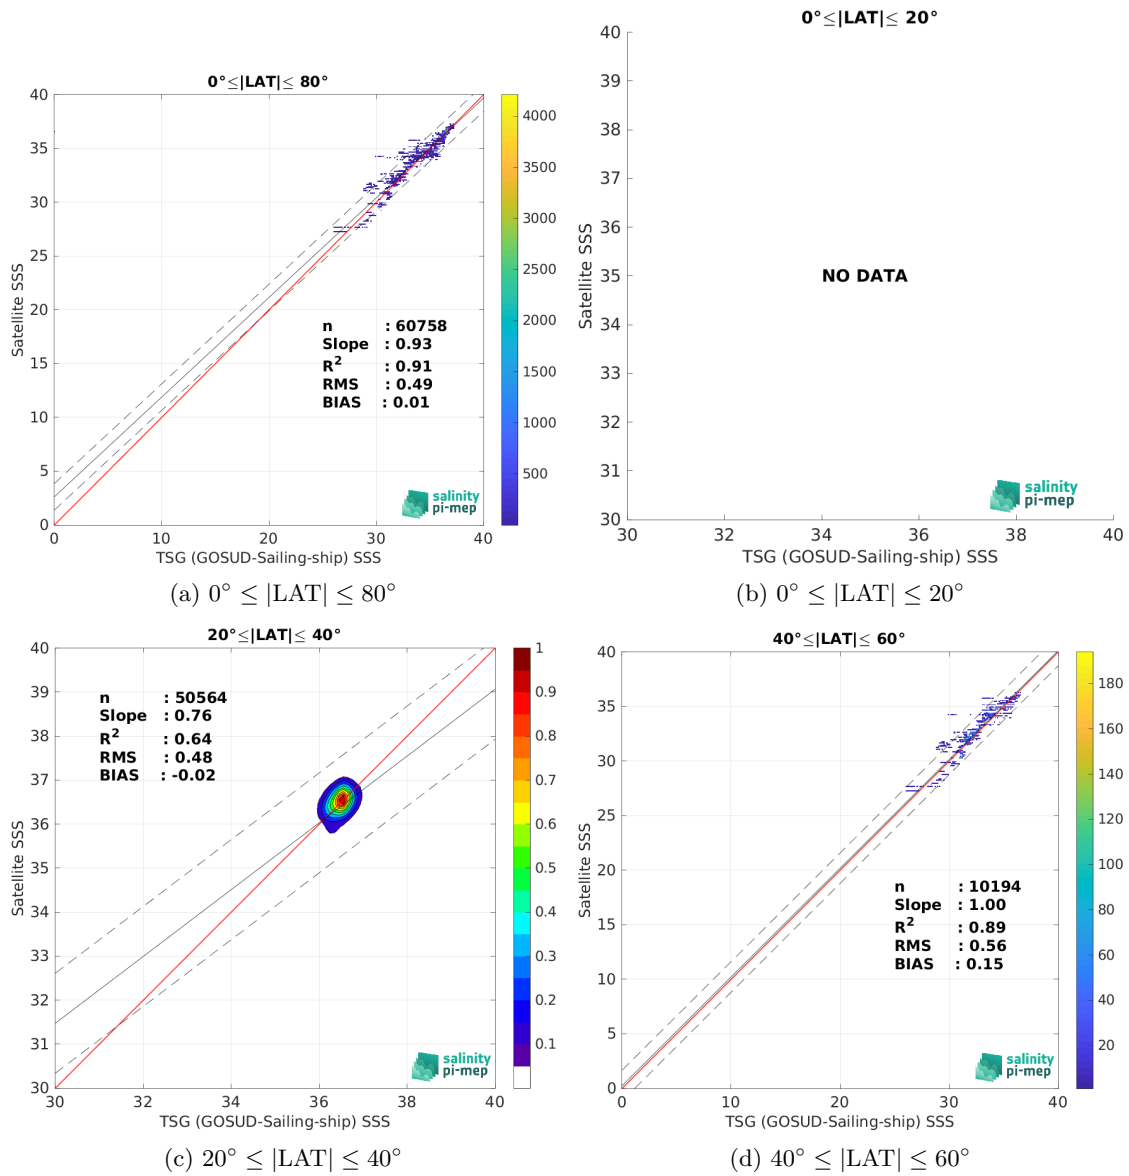 0°≤|LAT|≤ 80°
40
35
30
25
20
15
10
5
0
Satellite SSS
n : 60758
Slope : 0.93
R² : 0.91
RMS : 0.49
BIAS : 0.01
salinity
pi-mep
0 10 20 30 40
TSG (GOSUD-Sailing-ship) SSS
4000
3500
3000
2500
2000
1500
1000
500
(a) 0° ≤ |LAT| ≤ 80°
0°≤|LAT|≤ 20°
40
39
38
37
36
35
34
33
32
31
30
Satellite SSS
NO DATA
salinity
pi-mep
30 32 34 36 38 40
TSG (GOSUD-Sailing-ship) SSS
(b) 0° ≤ |LAT| ≤ 20°
20°≤|LAT|≤ 40°
40
39
38
37
36
35
34
33
32
31
30
Satellite SSS
n : 50564
Slope : 0.76
R² : 0.64
RMS : 0.48
BIAS : -0.02
salinity
pi-mep
30 32 34 36 38 40
TSG (GOSUD-Sailing-ship) SSS
1
0.9
0.8
0.7
0.6
0.5
0.4
0.3
0.2
0.1
(c) 20° ≤ |LAT| ≤ 40°
40°≤|LAT|≤ 60°
40
35
30
25
20
15
10
5
0
Satellite SSS
n : 10194
Slope : 1.00
R² : 0.89
RMS : 0.56
BIAS : 0.15
salinity
pi-mep
0 10 20 30 40
TSG (GOSUD-Sailing-ship) SSS
180
160
140
120
100
80
60
40
20
(d) 40° ≤ |LAT| ≤ 60°